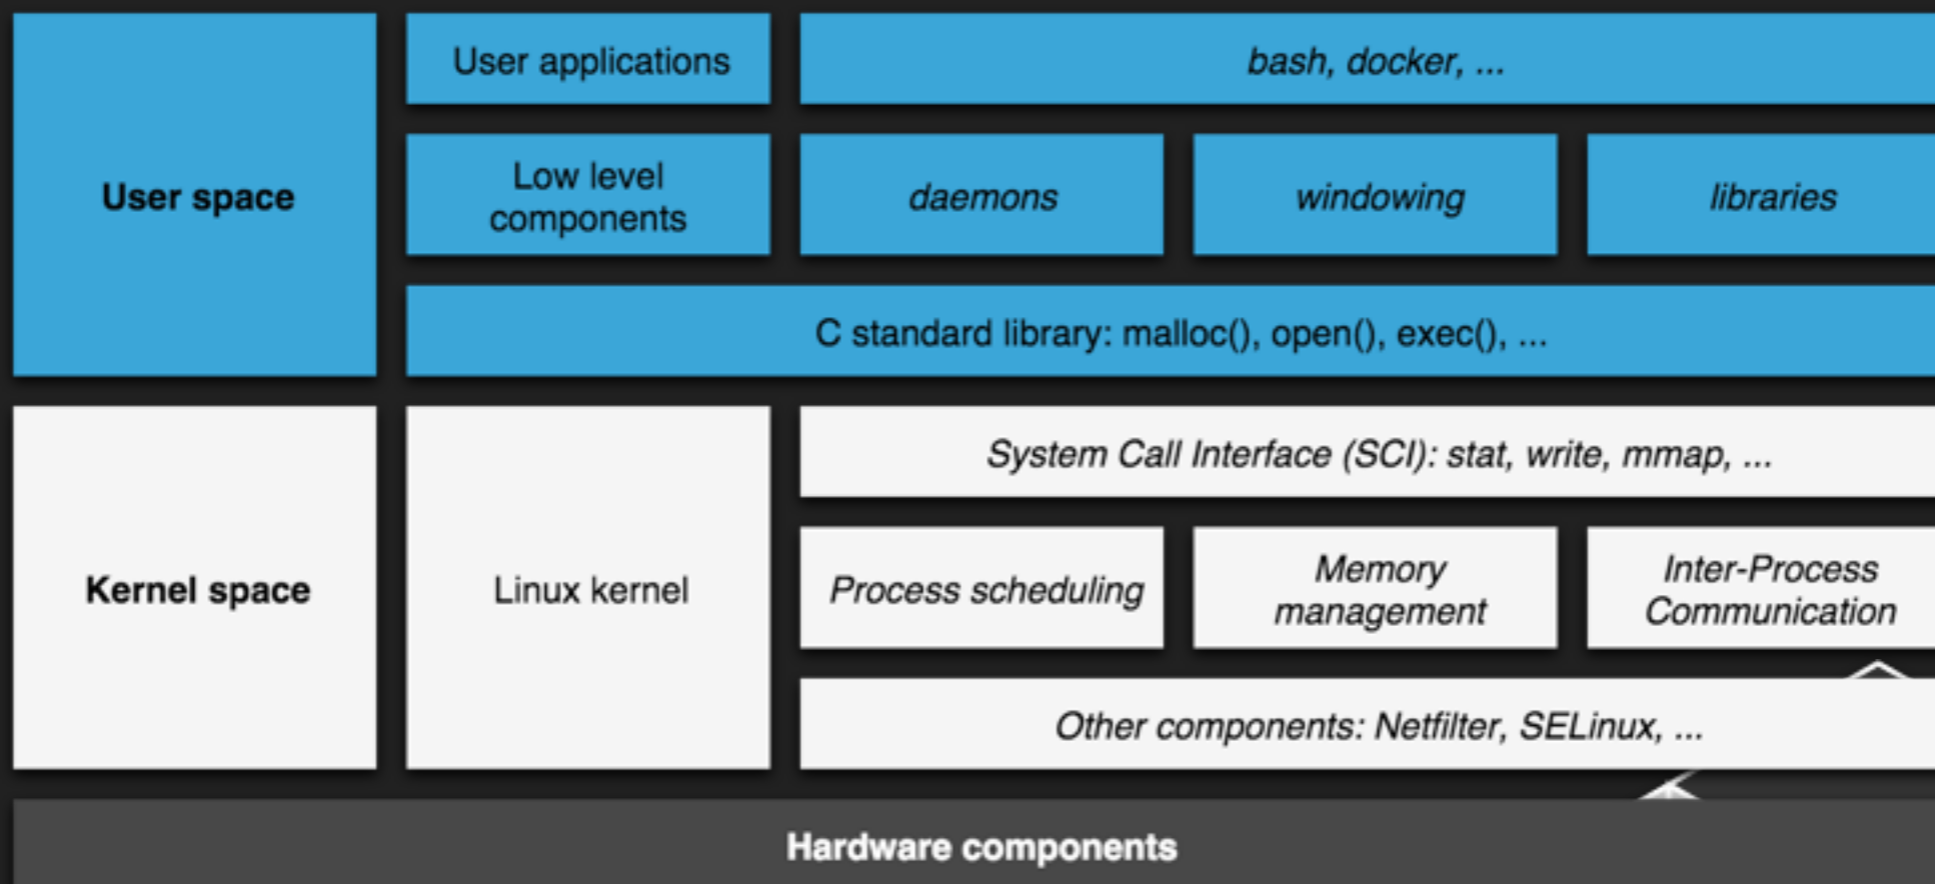 User applications
bash, docker, ...
User space
Low level
components
daemons
windowing
libraries
C standard library: malloc(), open(), exec(), ...
Kernel space
Linux kernel
System Call Interface (SCI): stat, write, mmap, ...
Process scheduling
Memory
management
Inter-Process
Communication
Other components: Netfilter, SELinux, ...
Hardware components